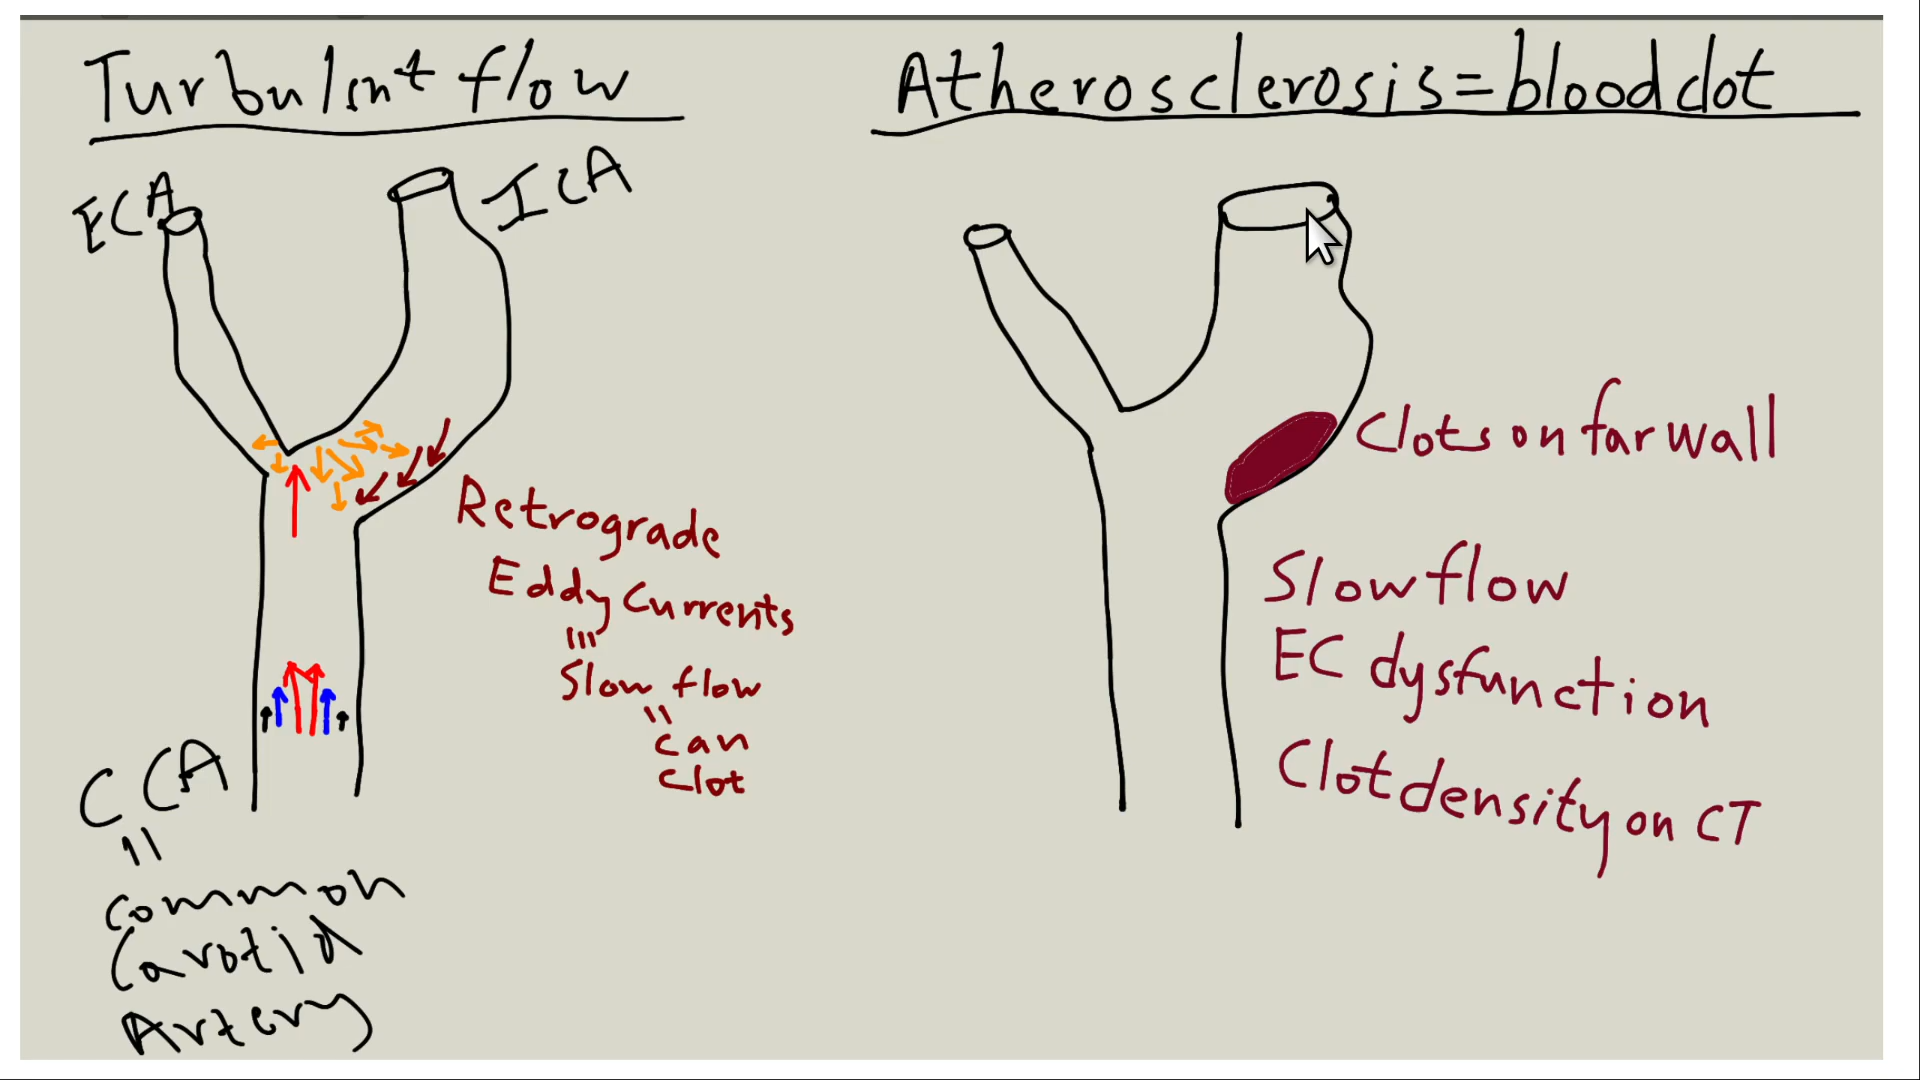 Turbulent flow
ECA
ICA
Retrograde
Eddy Currents
Slow flow
can
clot
CCA
common
Carotid
Artery
Atherosclerosis=blood clot
Clots on far wall
Slow flow
EC dysfunction
Clot density on CT